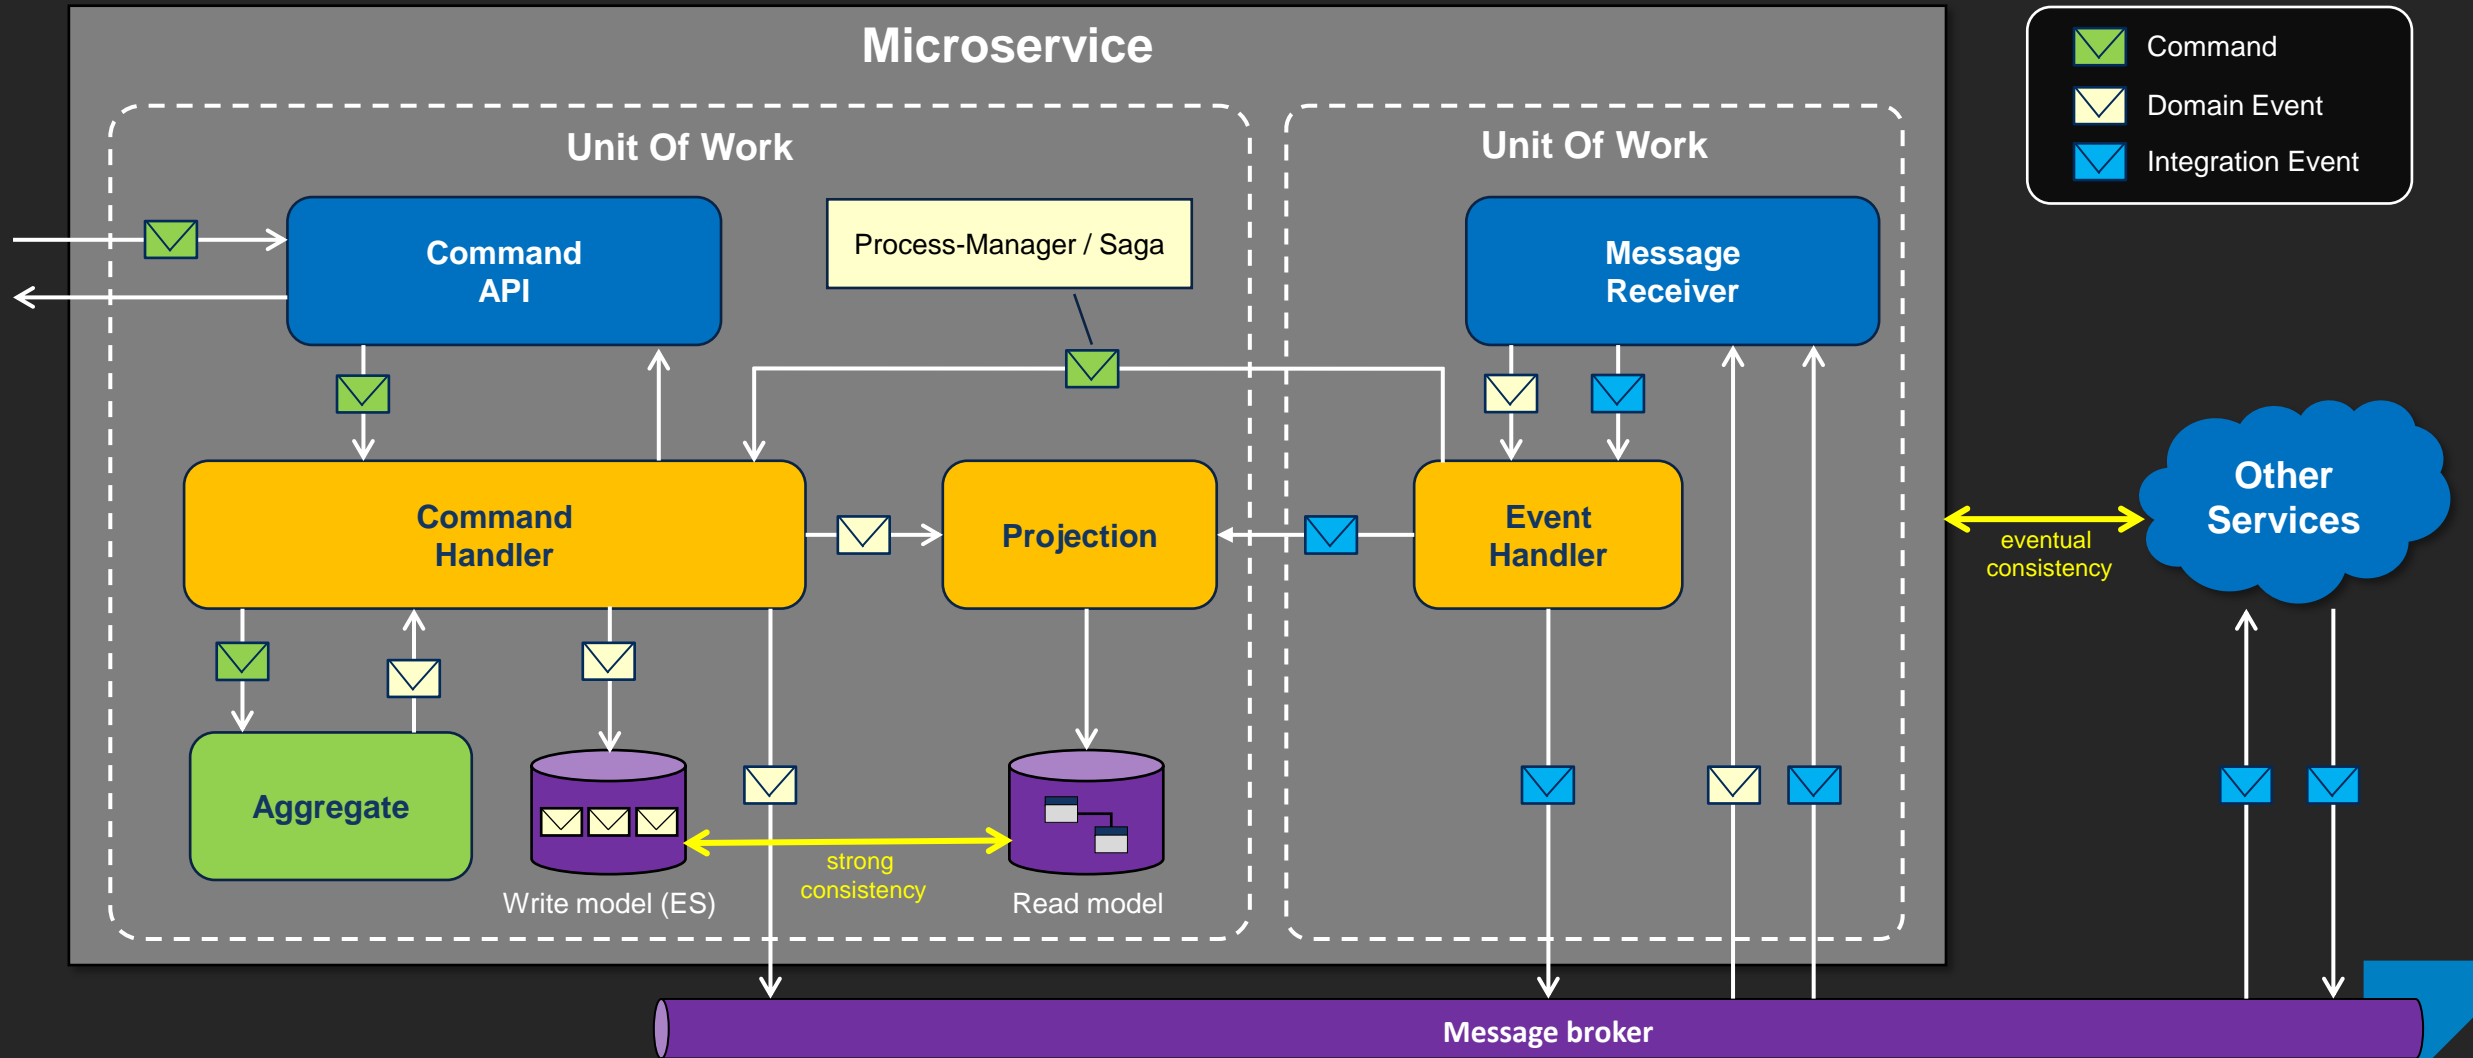 Microservice
Command
Domain Event
Integration Event
Unit Of Work
Unit Of Work
Command
API
Process-Manager / Saga
Message
Receiver
Command
Handler
Projection
Event
Handler
Other
Services
eventual
consistency
Aggregate
strong
consistency
Write model (ES)
Read model
Message broker